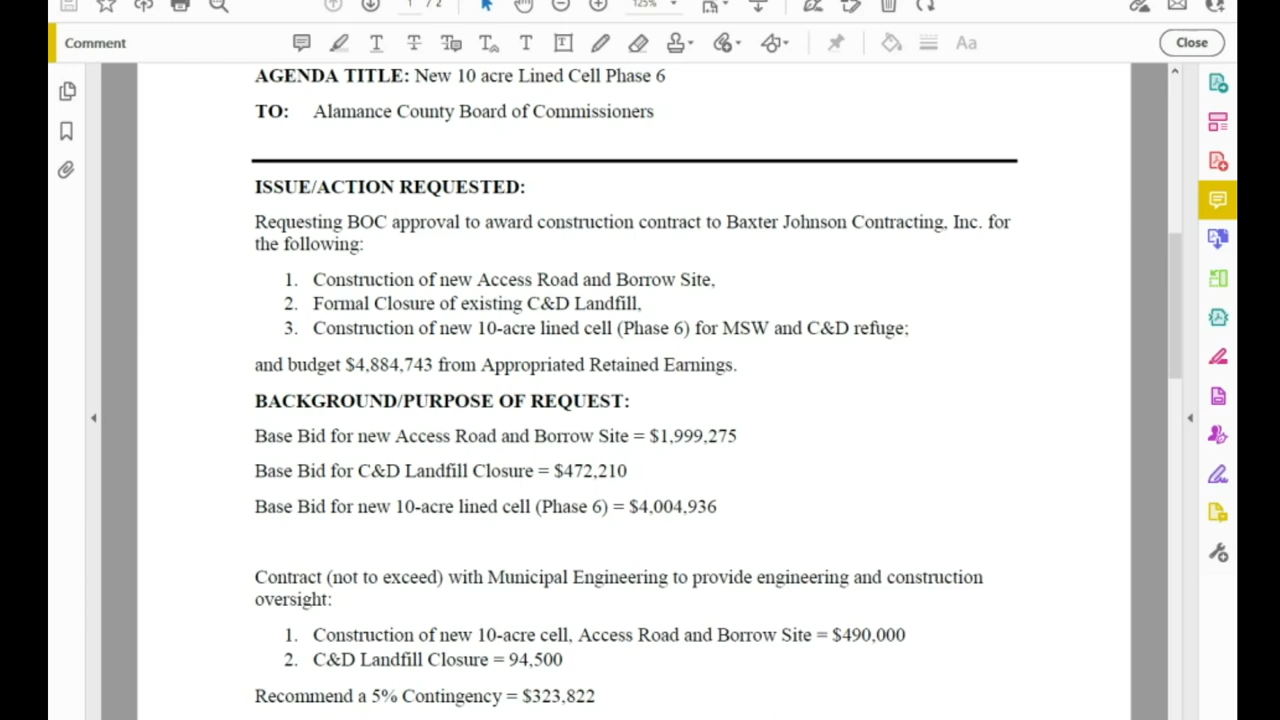 1 / 2
125%
Comment
Aa
Close
AGENDA TITLE: New 10 acre Lined Cell Phase 6
TO: Alamance County Board of Commissioners
ISSUE/ACTION REQUESTED:
Requesting BOC approval to award construction contract to Baxter Johnson Contracting, Inc. for
the following:
1. Construction of new Access Road and Borrow Site,
2. Formal Closure of existing C&D Landfill,
3. Construction of new 10-acre lined cell (Phase 6) for MSW and C&D refuge;
and budget $4,884,743 from Appropriated Retained Earnings.
BACKGROUND/PURPOSE OF REQUEST:
Base Bid for new Access Road and Borrow Site = $1,999,275
Base Bid for C&D Landfill Closure = $472,210
Base Bid for new 10-acre lined cell (Phase 6) = $4,004,936
Contract (not to exceed) with Municipal Engineering to provide engineering and construction
oversight:
1. Construction of new 10-acre cell, Access Road and Borrow Site = $490,000
2. C&D Landfill Closure = 94,500
Recommend a 5% Contingency = $323,822